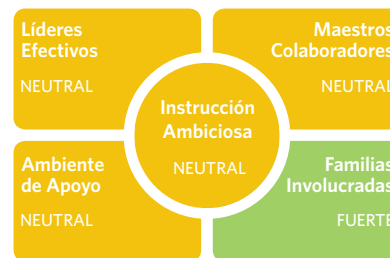 Líderes
Efectivos
NEUTRAL
Maestros
Colaboradores
NEUTRAL
Instrucción
Ambiciosa
NEUTRAL
Ambiente
de Apoyo
NEUTRAL
Familias
Involucradas
FUERTE